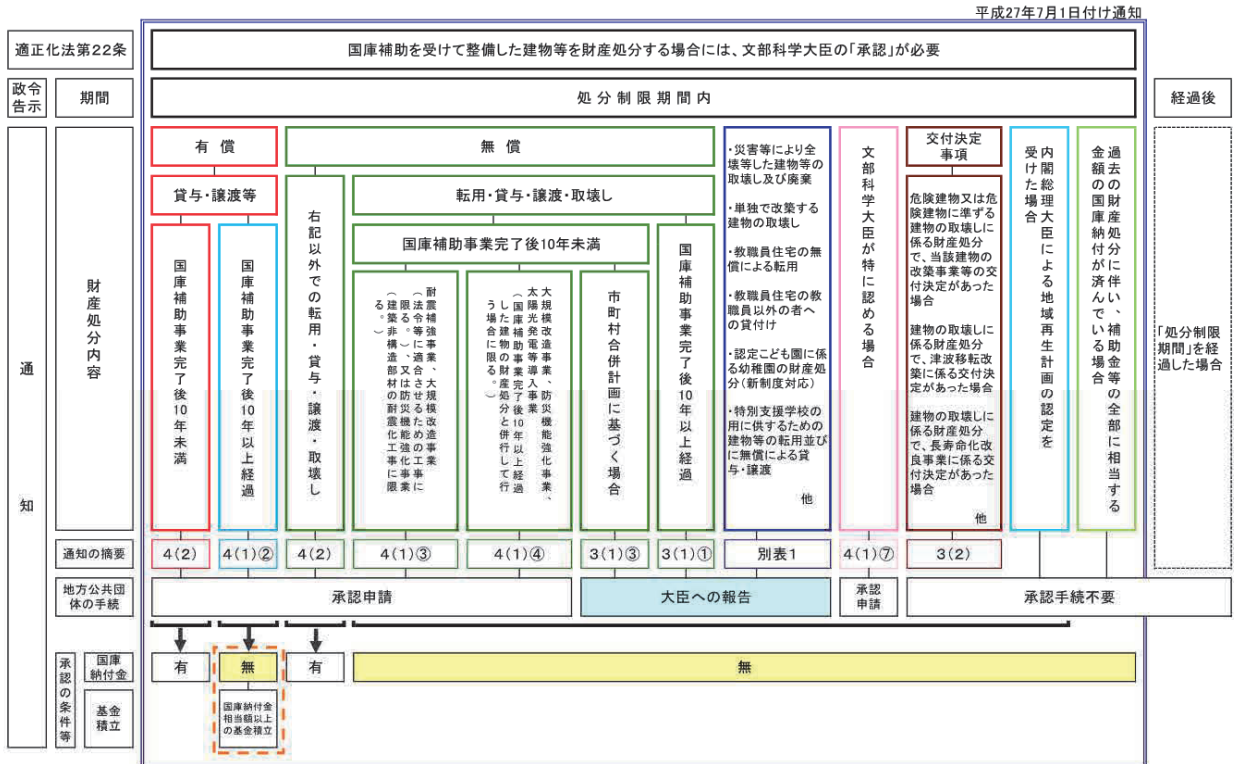 平成27年7月1日付け通知
適正化法第22条
国庫補助を受けて整備した建物等を財産処分する場合には、文部科学大臣の「承認」が必要
政令
告示
期間
処分制限期間内
経過後
通知
財産処分内容
有償
貸与・譲渡等
国庫補助事業完了後10年未満
国庫補助事業完了後10年以上経過
無償
右記以外での転用・貸与・譲渡・取壊し
転用・貸与・譲渡・取壊し
国庫補助事業完了後10年未満
耐震補強事業、大規模改造事業
(法令等に適合させるための工事に
限る。)、又は防災機能強化事業
(建築非構造部材の耐震化工事に限
る。)
大規模改造事業、防災機能強化事業、
太陽光発電等導入事業
(国庫補助事業完了後10年以上経過
した建物の財産処分と併行して行
う場合に限る。)
市町村合併計画に基づく場合
国庫補助事業完了後10年以上経過
・災害等により全
壊等した建物等の
取壊し及び廃棄
・単独で改築する
建物の取壊し
・教職員住宅の無
償による転用
・教職員住宅の教
職員以外の者へ
の貸付け
・認定こども園に係
る幼稚園の財産処
分(新制度対応)
・特別支援学校の
用に供するための
建物等の転用並び
に無償による貸
与・譲渡
他
文部科学大臣が特に認める場合
交付決定
事項
危険建物又は危
険建物に準ずる
建物の取壊しに
係る財産処分
で、当該建物の
改築事業等の交
付決定があった
場合
建物の取壊しに
係る財産処分
で、津波移転改
築に係る交付決
定があった場合
建物の取壊しに
係る財産処分
で、長寿命化改
良事業に係る交
付決定があった
場合
他
内閣総理大臣による地域再生計画の認定を
受けた場合
過去の財産処分に伴い、補助金等の全部に相当する
金額の国庫納付が済んでいる場合
「処分制限
期間」を経
過した場合
通知の摘要
4(2)
4(1)②
4(2)
4(1)③
4(1)④
3(1)③
3(1)①
別表1
4(1)⑦
3(2)
地方公共団
体の手続
承認申請
大臣への報告
承認
申請
承認手続不要
承認の条件等
国庫
納付金
有
無
有
無
基金
積立
国庫納付金
相当額以上
の基金積立